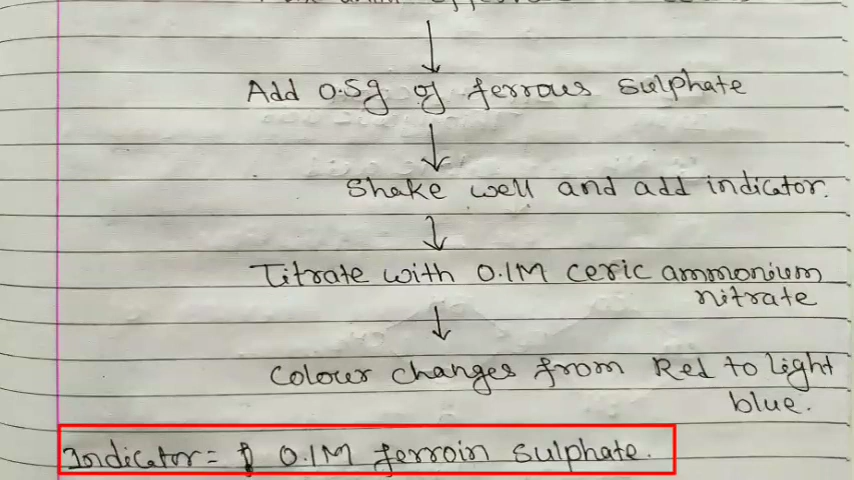 Add 0.5g of ferrous sulphate
Shake well and add indicator.
Titrate with 0.1M ceric ammonium
nitrate
Colour changes from Red to light
blue.
Indicator = 0.1M ferroin sulphate.